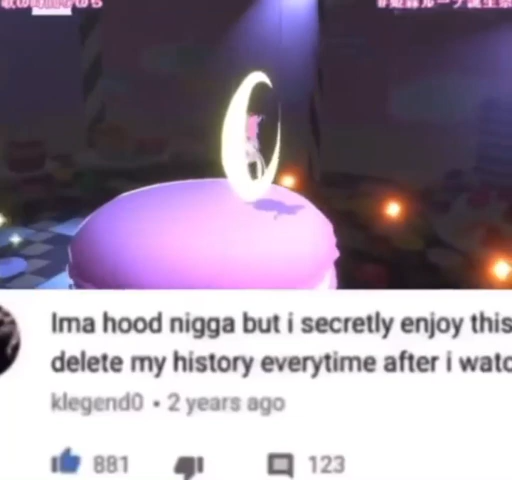 Ima hood nigga but i secretly enjoy this
delete my history everytime after i watc
klegend0 • 2 years ago
881
123